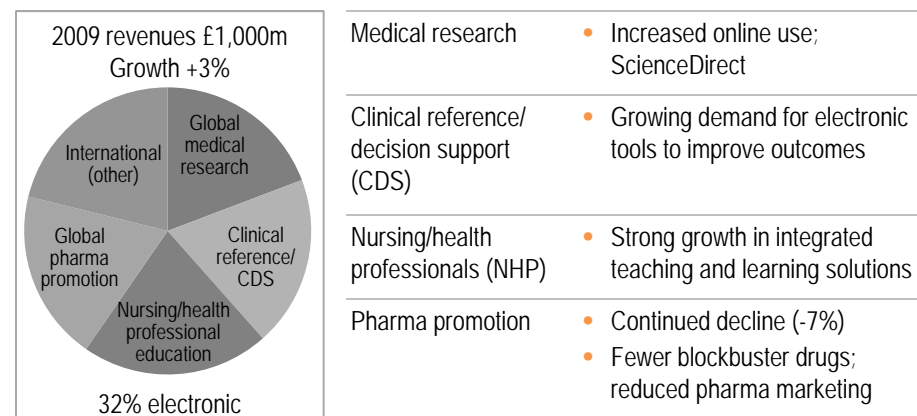 2009 revenues £1,000m
Growth +3%
Global
medical
research
International
(other)
Clinical
reference/
CDS
Global
pharma
promotion
Nursing/health
professional
education
32% electronic
Medical research
• Increased online use;
ScienceDirect
Clinical reference/
decision support
(CDS)
• Growing demand for electronic
tools to improve outcomes
Nursing/health
professionals (NHP)
• Strong growth in integrated
teaching and learning solutions
Pharma promotion
• Continued decline (-7%)
• Fewer blockbuster drugs;
reduced pharma marketing